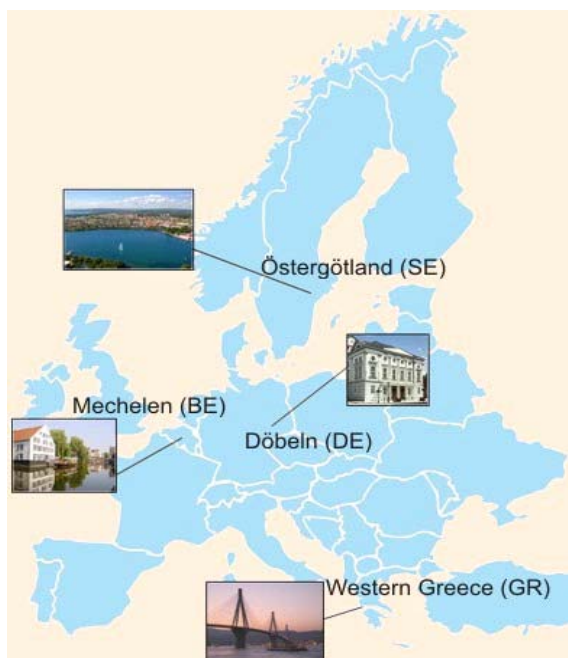 Östergötland (SE)
Mechelen (BE)
Döbeln (DE)
Western Greece (GR)